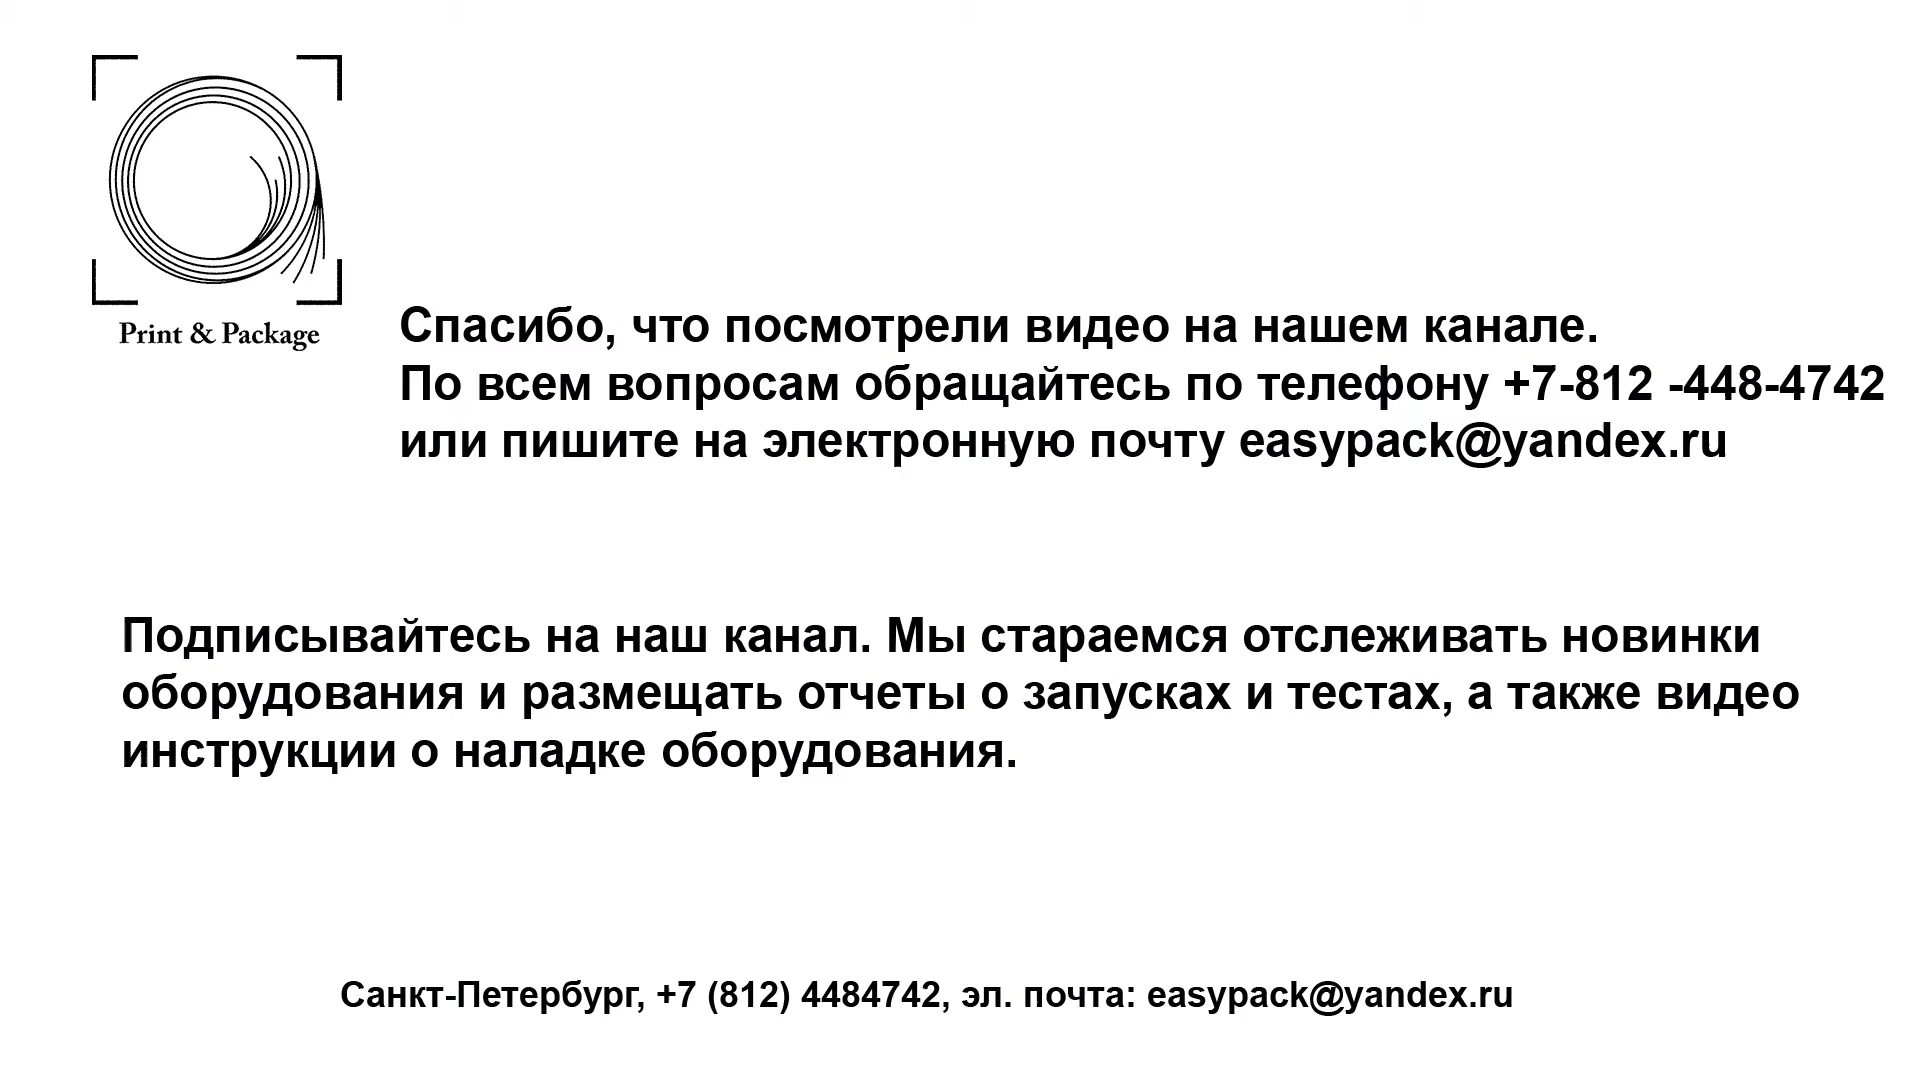 Print & Package
Спасибо, что посмотрели видео на нашем канале.
По всем вопросам обращайтесь по телефону +7-812 -448-4742
или пишите на электронную почту easypack@yandex.ru
Подписывайтесь на наш канал. Мы стараемся отслеживать новинки
оборудования и размещать отчеты о запусках и тестах, а также видео
инструкции о наладке оборудования.
Санкт-Петербург, +7 (812) 4484742, эл. почта: easypack@yandex.ru